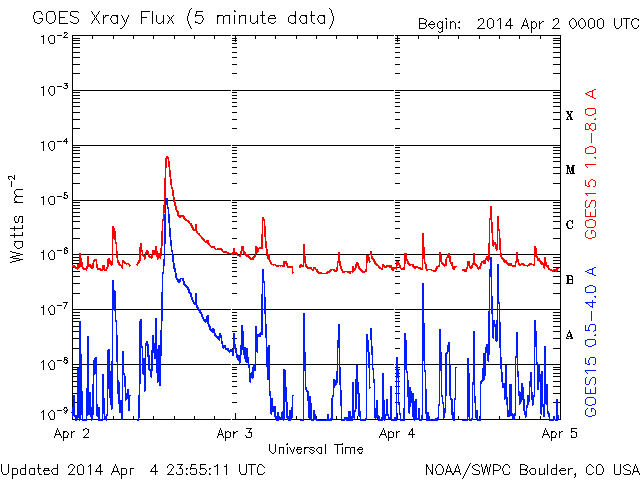 GOES Xray Flux (5 minute data)
Begin: 2014 Apr 2 0000 UTC
10⁻²
10⁻³
10⁻⁴
10⁻⁵
10⁻⁶
10⁻⁷
10⁻⁸
10⁻⁹
Watts m⁻²
X
M
C
B
A
GOES15 1.0-8.0 A
GOES15 0.5-4.0 A
Apr 2
Apr 3
Apr 4
Apr 5
Universal Time
Updated 2014 Apr 4 23:55:11 UTC
NOAA/SWPC Boulder, CO USA